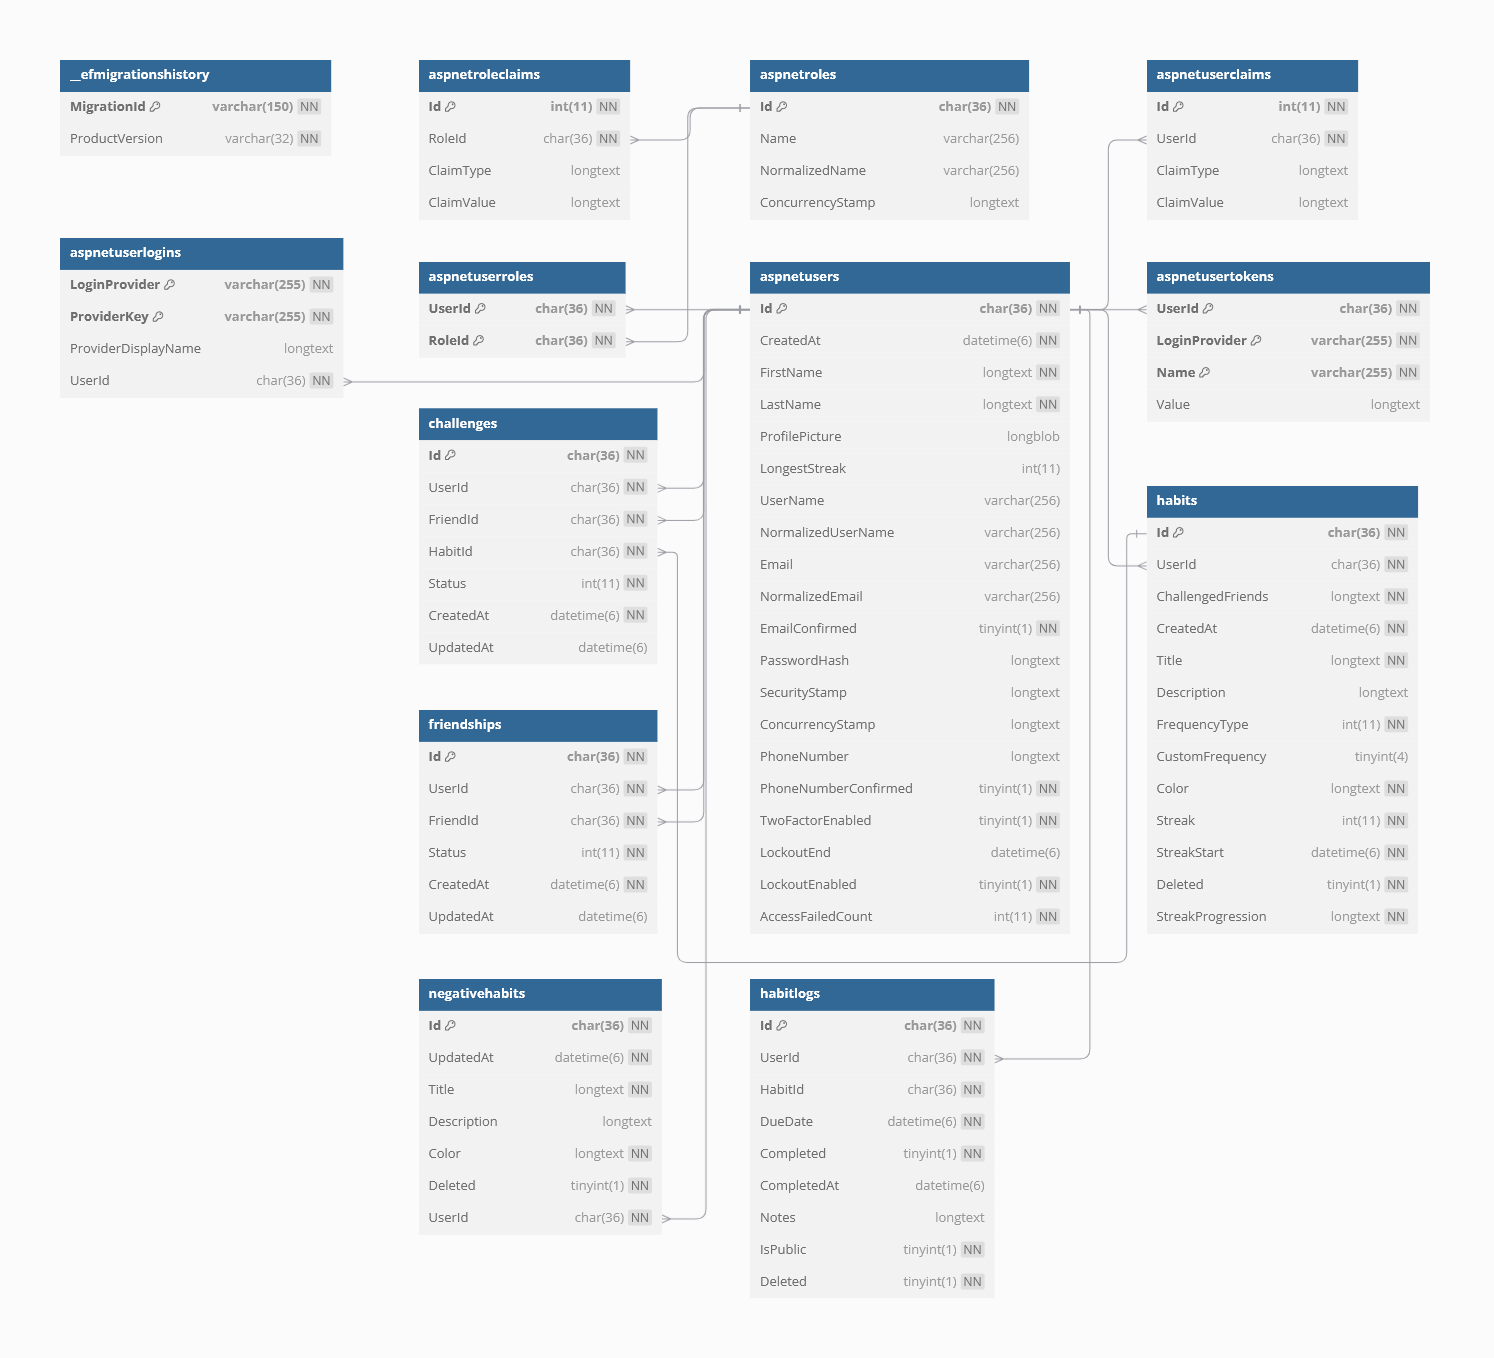 __efmigrationshistory
MigrationId varchar(150) NN
ProductVersion varchar(32) NN
aspnetroleclaims
Id int(11) NN
RoleId char(36) NN
ClaimType longtext
ClaimValue longtext
aspnetroles
Id char(36) NN
Name varchar(256)
NormalizedName varchar(256)
ConcurrencyStamp longtext
aspnetuserclaims
Id int(11) NN
UserId char(36) NN
ClaimType longtext
ClaimValue longtext
aspnetuserlogins
LoginProvider varchar(255) NN
ProviderKey varchar(255) NN
ProviderDisplayName longtext
UserId char(36) NN
aspnetuserroles
UserId char(36) NN
RoleId char(36) NN
aspnetusers
Id char(36) NN
CreatedAt datetime(6) NN
FirstName longtext NN
LastName longtext NN
ProfilePicture longblob
LongestStreak int(11)
UserName varchar(256)
NormalizedUserName varchar(256)
Email varchar(256)
NormalizedEmail varchar(256)
EmailConfirmed tinyint(1) NN
PasswordHash longtext
SecurityStamp longtext
ConcurrencyStamp longtext
PhoneNumber longtext
PhoneNumberConfirmed tinyint(1) NN
TwoFactorEnabled tinyint(1) NN
LockoutEnd datetime(6)
LockoutEnabled tinyint(1) NN
AccessFailedCount int(11) NN
aspnetusertokens
UserId char(36) NN
LoginProvider varchar(255) NN
Name varchar(255) NN
Value longtext
challenges
Id char(36) NN
UserId char(36) NN
FriendId char(36) NN
HabitId char(36) NN
Status int(11) NN
CreatedAt datetime(6) NN
UpdatedAt datetime(6)
habits
Id char(36) NN
UserId char(36) NN
ChallengedFriends longtext NN
CreatedAt datetime(6) NN
Title longtext NN
Description longtext
FrequencyType int(11) NN
CustomFrequency tinyint(4)
Color longtext NN
Streak int(11) NN
StreakStart datetime(6) NN
Deleted tinyint(1) NN
StreakProgression longtext NN
friendships
Id char(36) NN
UserId char(36) NN
FriendId char(36) NN
Status int(11) NN
CreatedAt datetime(6) NN
UpdatedAt datetime(6)
negativehabits
Id char(36) NN
UpdatedAt datetime(6) NN
Title longtext NN
Description longtext
Color longtext NN
Deleted tinyint(1) NN
UserId char(36) NN
habitlogs
Id char(36) NN
UserId char(36) NN
HabitId char(36) NN
DueDate datetime(6) NN
Completed tinyint(1) NN
CompletedAt datetime(6)
Notes longtext
IsPublic tinyint(1) NN
Deleted tinyint(1) NN